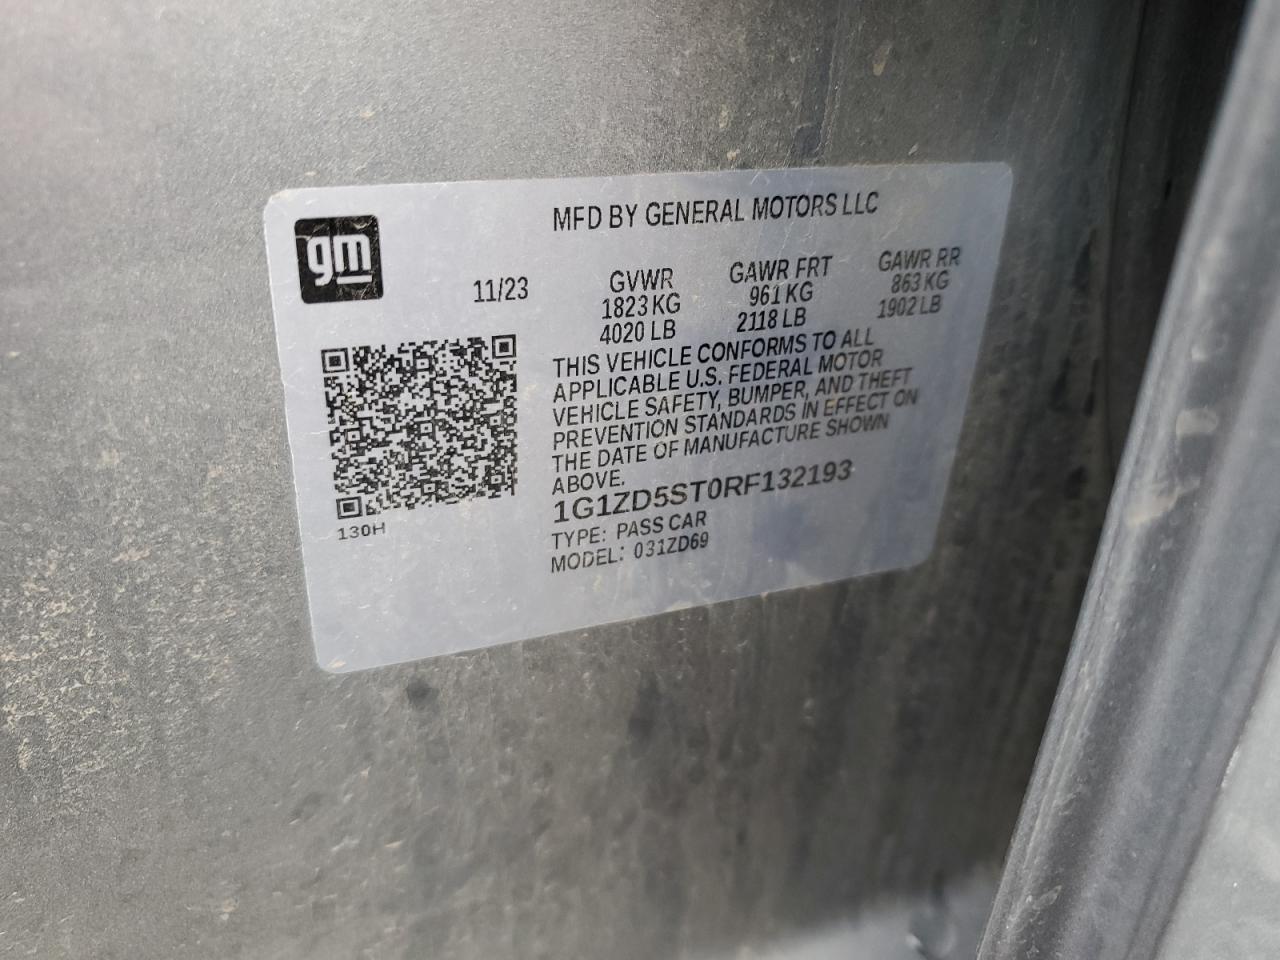 gm
MFD BY GENERAL MOTORS LLC
11/23 GVWR GAWR FRT GAWR RR
1823 KG 961 KG 863 KG
4020 LB 2118 LB 1902 LB
THIS VEHICLE CONFORMS TO ALL
APPLICABLE U.S. FEDERAL MOTOR
VEHICLE SAFETY, BUMPER, AND THEFT
PREVENTION STANDARDS IN EFFECT ON
THE DATE OF MANUFACTURE SHOWN
ABOVE.
1G1ZD5ST0RF132193
TYPE: PASS CAR
MODEL: 031ZD69
130H